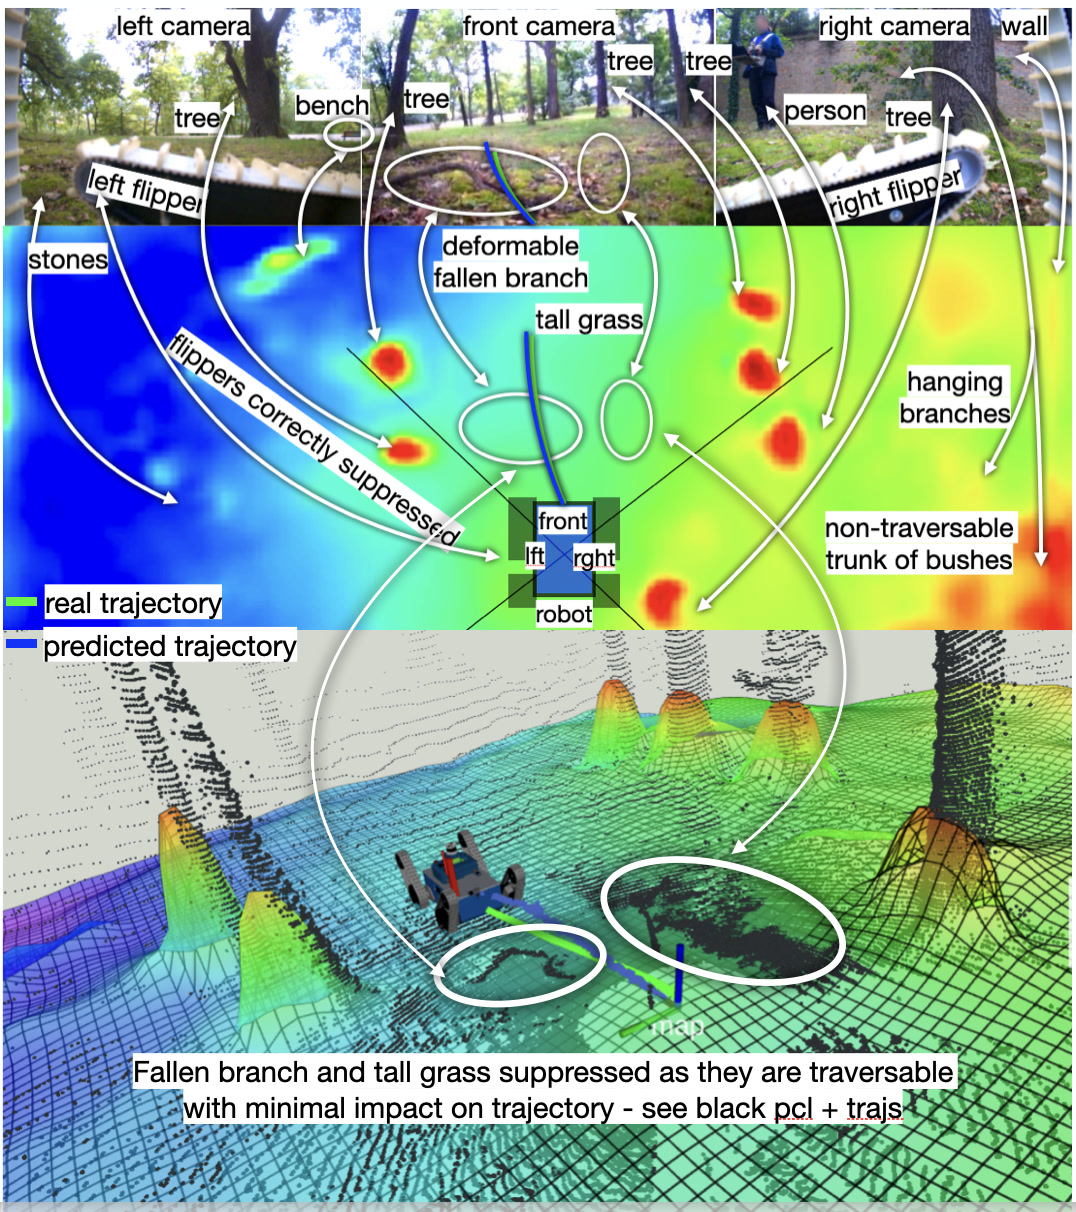 left camera
front camera
right camera
wall
tree
bench
tree
tree
tree
person
tree
left flipper
right flipper
stones
deformable
fallen branch
tall grass
flippers correctly suppressed
hanging
branches
front
lft
rght
robot
non-traversable
trunk of bushes
real trajectory
predicted trajectory
map
Fallen branch and tall grass suppressed as they are traversable
with minimal impact on trajectory - see black pcl + trajs